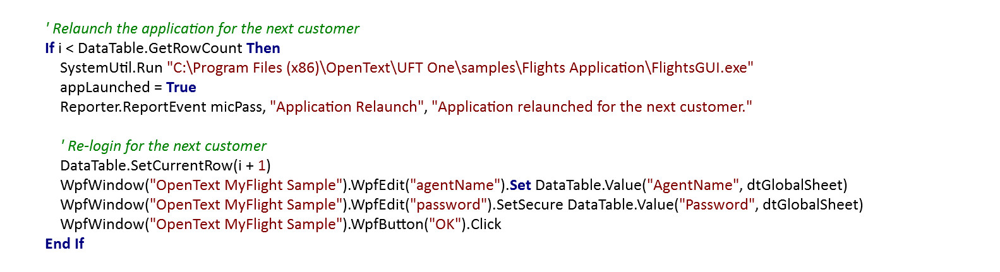 ' Relaunch the application for the next customer
If i < DataTable.GetRowCount Then
SystemUtil.Run "C:\Program Files (x86)\OpenText\UFT One\samples\Flights Application\FlightsGUI.exe"
appLaunched = True
Reporter.ReportEvent micPass, "Application Relaunch", "Application relaunched for the next customer."
' Re-login for the next customer
DataTable.SetCurrentRow(i + 1)
WpfWindow("OpenText MyFlight Sample").WpfEdit("agentName").Set DataTable.Value("AgentName", dtGlobalSheet)
WpfWindow("OpenText MyFlight Sample").WpfEdit("password").SetSecure DataTable.Value("Password", dtGlobalSheet)
WpfWindow("OpenText MyFlight Sample").WpfButton("OK").Click
End If